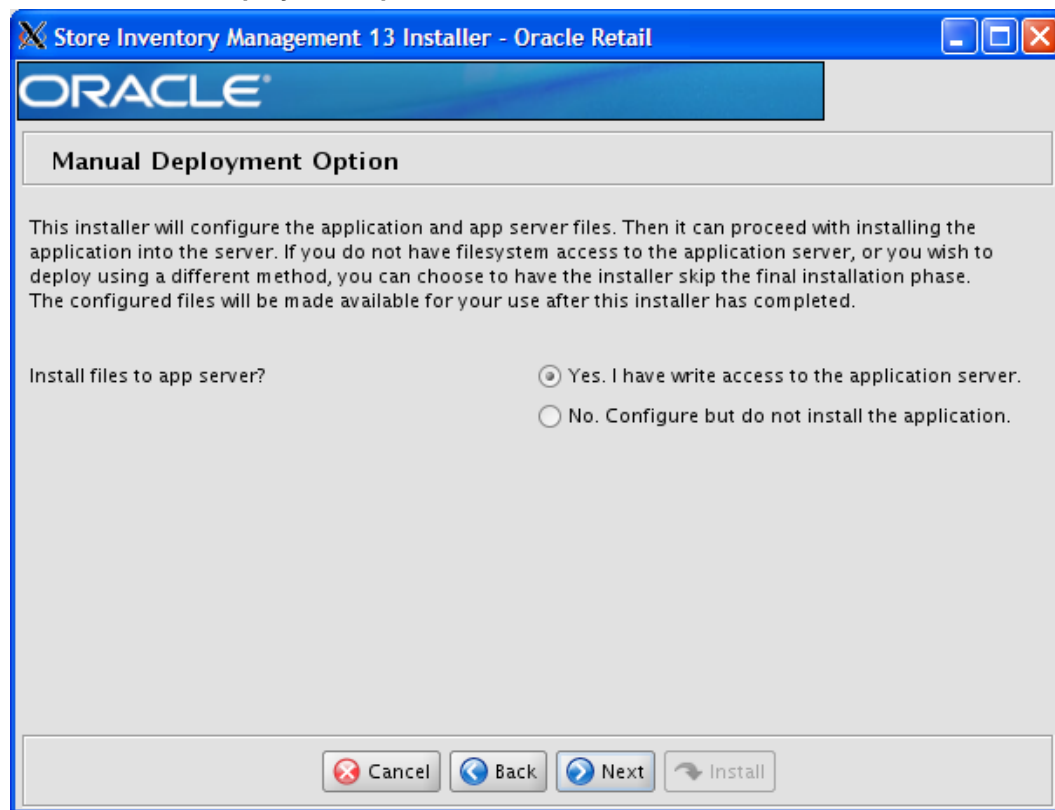 Store Inventory Management 13 Installer - Oracle Retail
ORACLE®
Manual Deployment Option
This installer will configure the application and app server files. Then it can proceed with installing the
application into the server. If you do not have filesystem access to the application server, or you wish to
deploy using a different method, you can choose to have the installer skip the final installation phase.
The configured files will be made available for your use after this installer has completed.
Install files to app server?
Yes. I have write access to the application server.
No. Configure but do not install the application.
Cancel Back Next Install